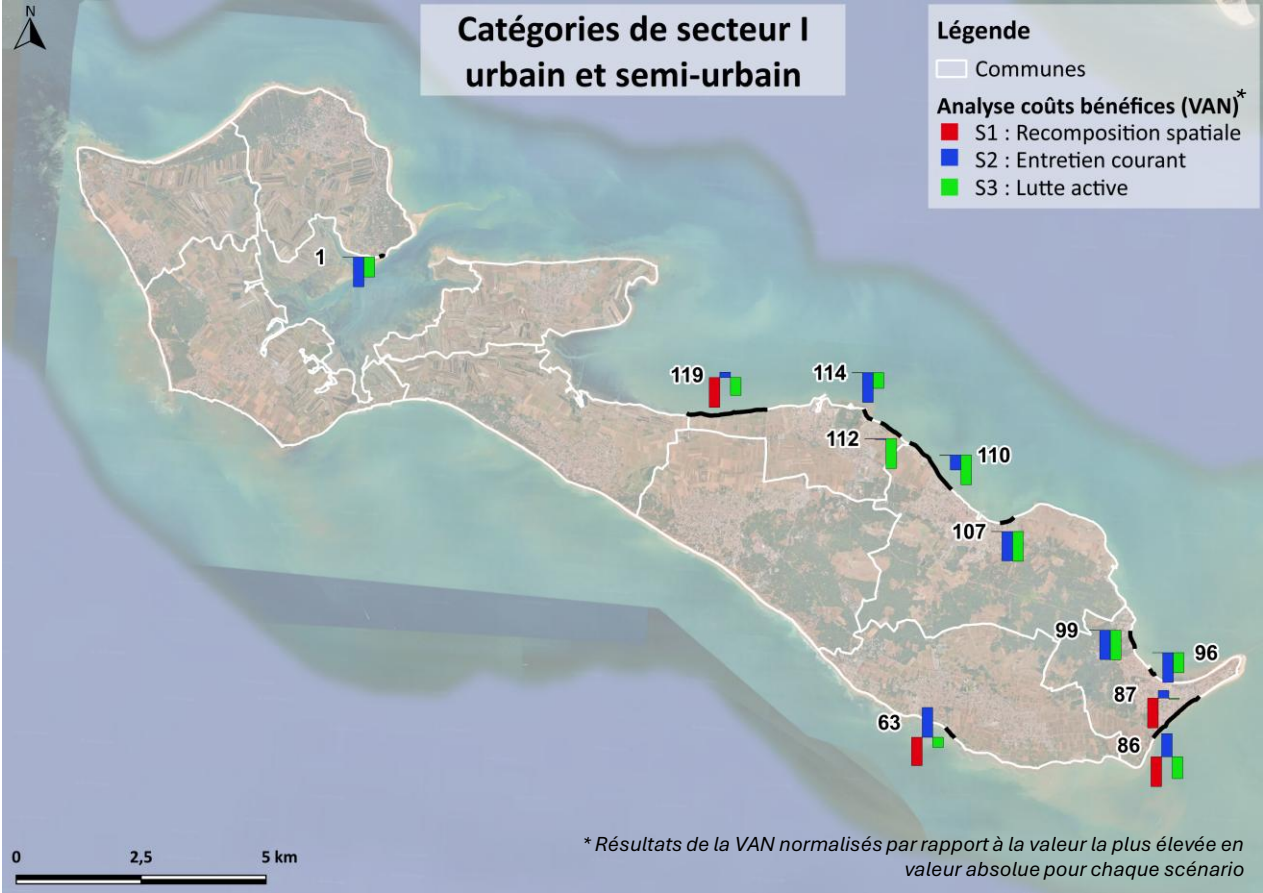 N
Catégories de secteur I
urbain et semi-urbain
Légende
Communes
Analyse coûts bénéfices (VAN)*
S1 : Recomposition spatiale
S2 : Entretien courant
S3 : Lutte active
1
119
114
112
110
107
99
96
87
63
86
* Résultats de la VAN normalisés par rapport à la valeur la plus élevée en
valeur absolue pour chaque scénario
0 2,5 5 km